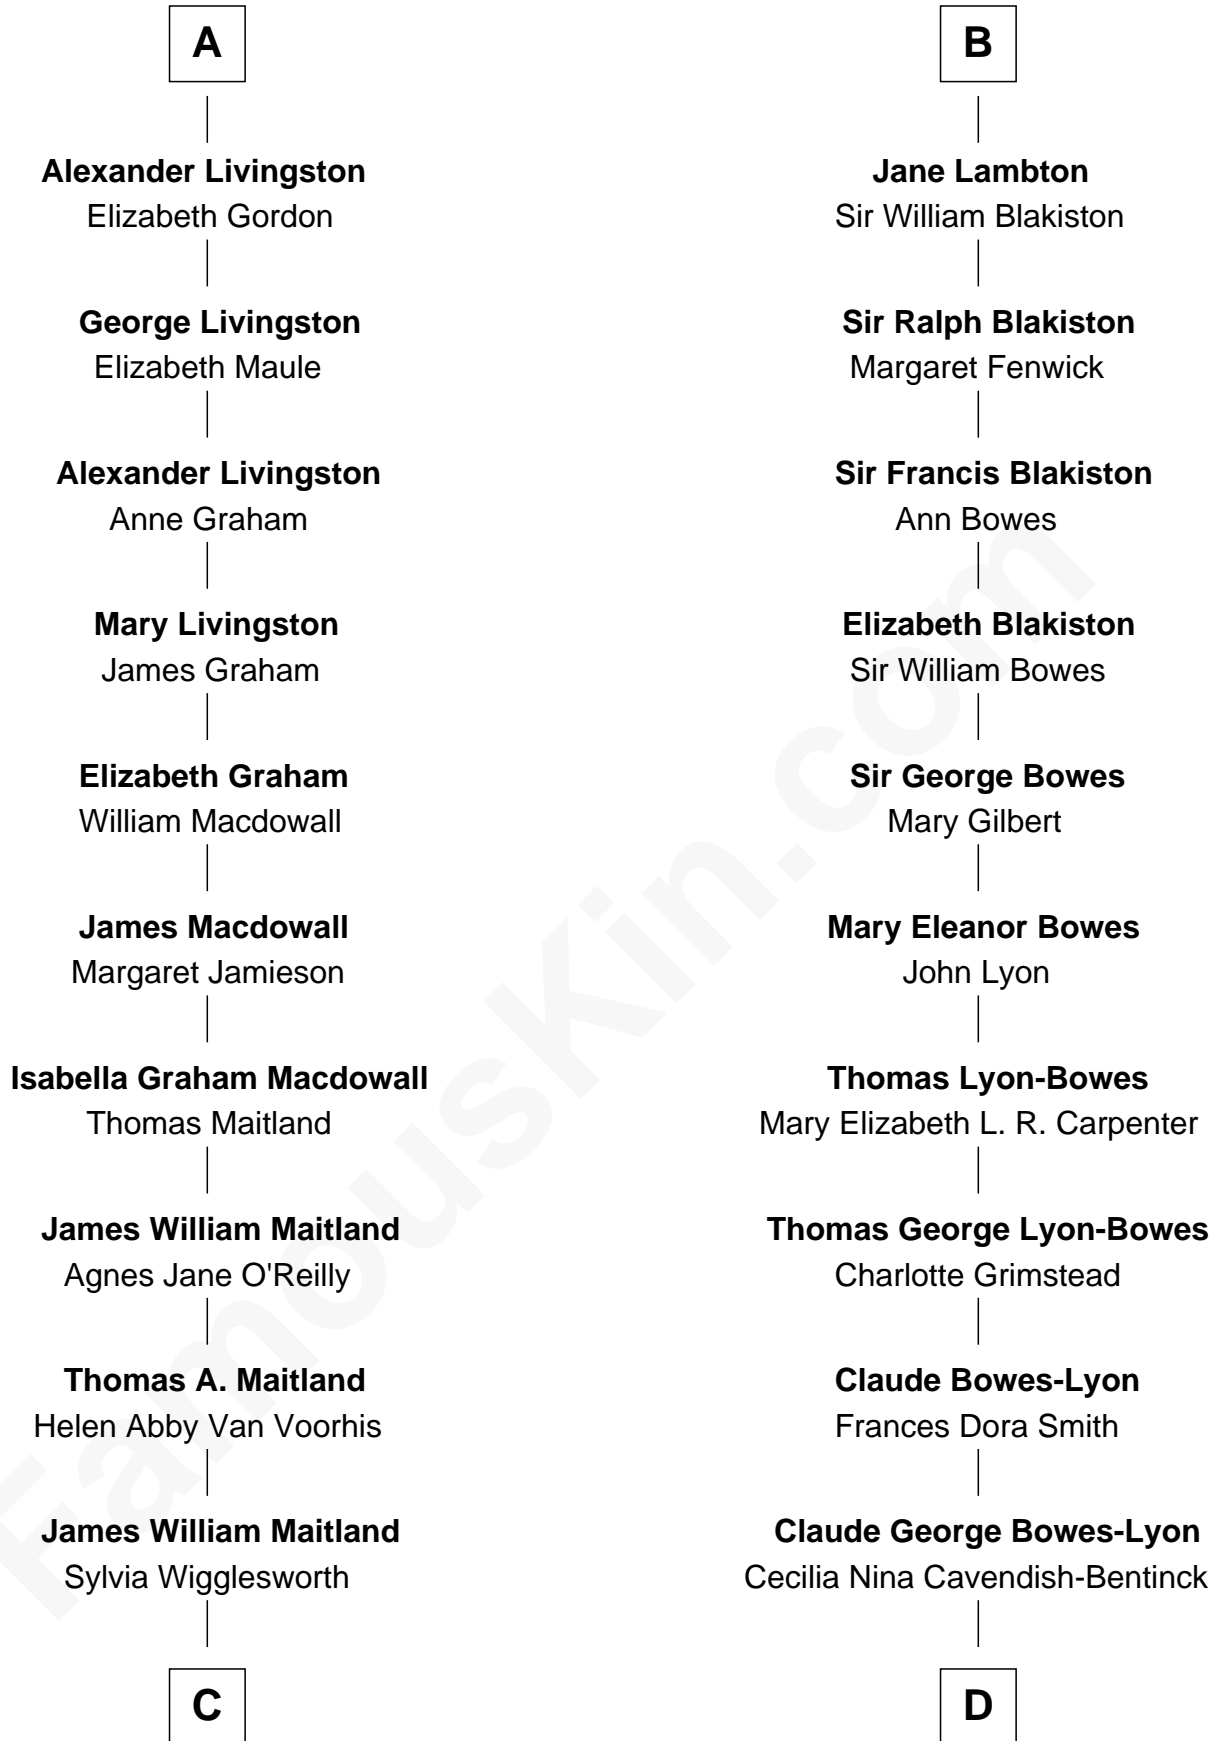 A
Alexander Livingston
Elizabeth Gordon
George Livingston
Elizabeth Maule
Alexander Livingston
Anne Graham
Mary Livingston
James Graham
Elizabeth Graham
William Macdowall
James Macdowall
Margaret Jamieson
Isabella Graham Macdowall
Thomas Maitland
James William Maitland
Agnes Jane O'Reilly
Thomas A. Maitland
Helen Abby Van Voorhis
James William Maitland
Sylvia Wigglesworth
C
B
Jane Lambton
Sir William Blakiston
Sir Ralph Blakiston
Margaret Fenwick
Sir Francis Blakiston
Ann Bowes
Elizabeth Blakiston
Sir William Bowes
Sir George Bowes
Mary Gilbert
Mary Eleanor Bowes
John Lyon
Thomas Lyon-Bowes
Mary Elizabeth L. R. Carpenter
Thomas George Lyon-Bowes
Charlotte Grimstead
Claude Bowes-Lyon
Frances Dora Smith
Claude George Bowes-Lyon
Cecilia Nina Cavendish-Bentinck
D
FamousKin.com